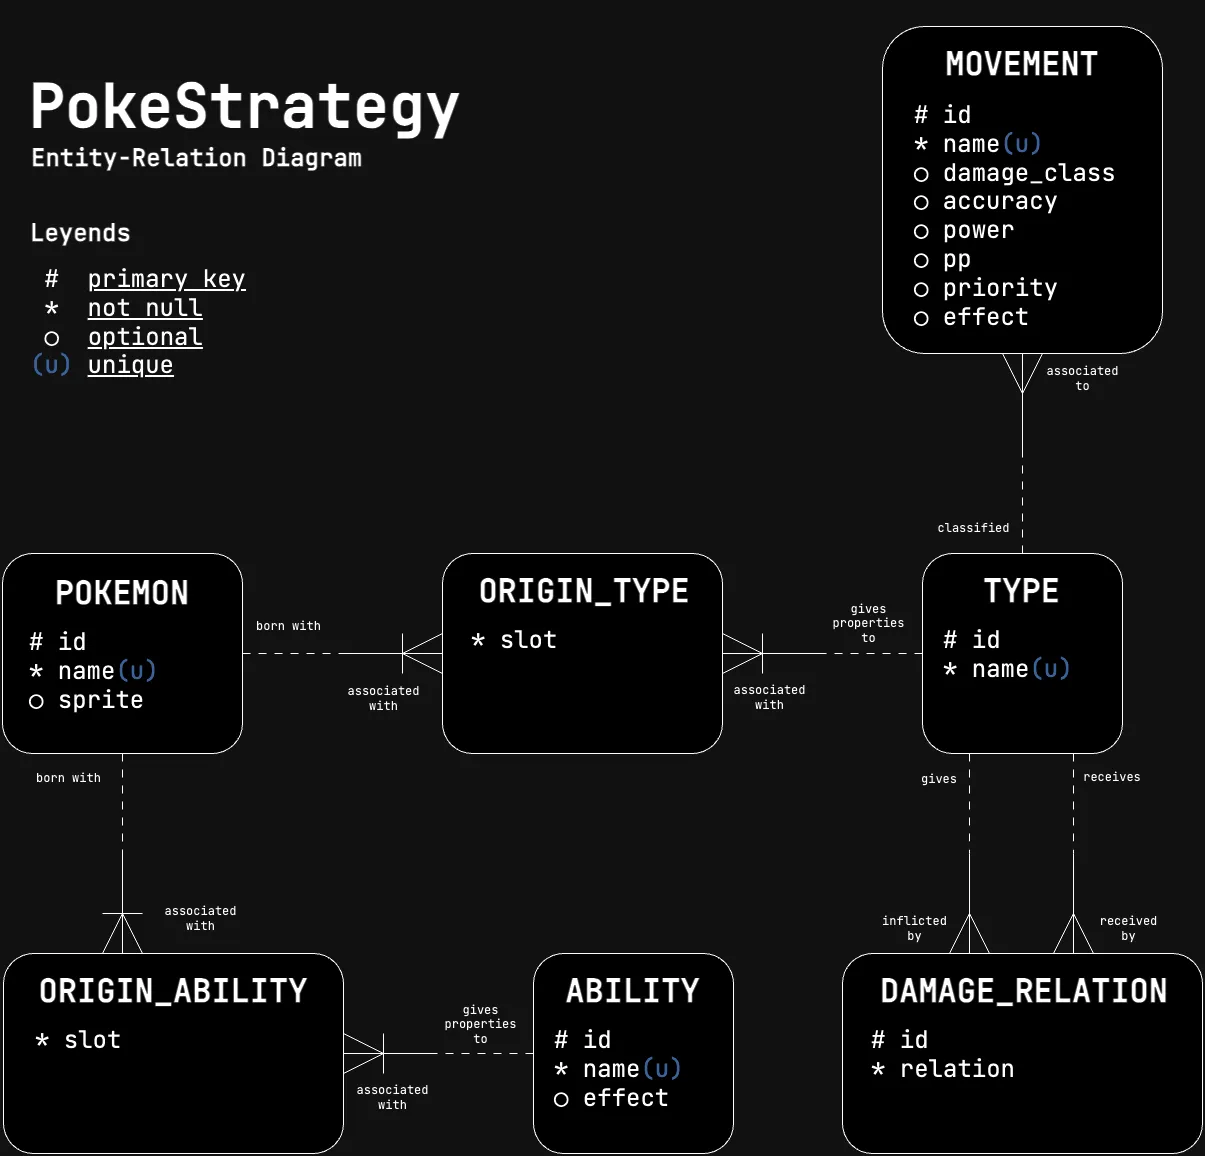 PokeStrategy
Entity-Relation Diagram
Leyends
# primary key
* not null
○ optional
(u) unique
MOVEMENT
# id
* name(u)
○ damage_class
○ accuracy
○ power
○ pp
○ priority
○ effect
associated
to
classified
POKEMON
# id
* name(u)
○ sprite
born with
associated
with
ORIGIN_TYPE
* slot
associated
with
gives
properties
to
TYPE
# id
* name(u)
born with
associated
with
gives
receives
inflicted
by
received
by
ORIGIN_ABILITY
* slot
associated
with
gives
properties
to
ABILITY
# id
* name(u)
○ effect
DAMAGE_RELATION
# id
* relation